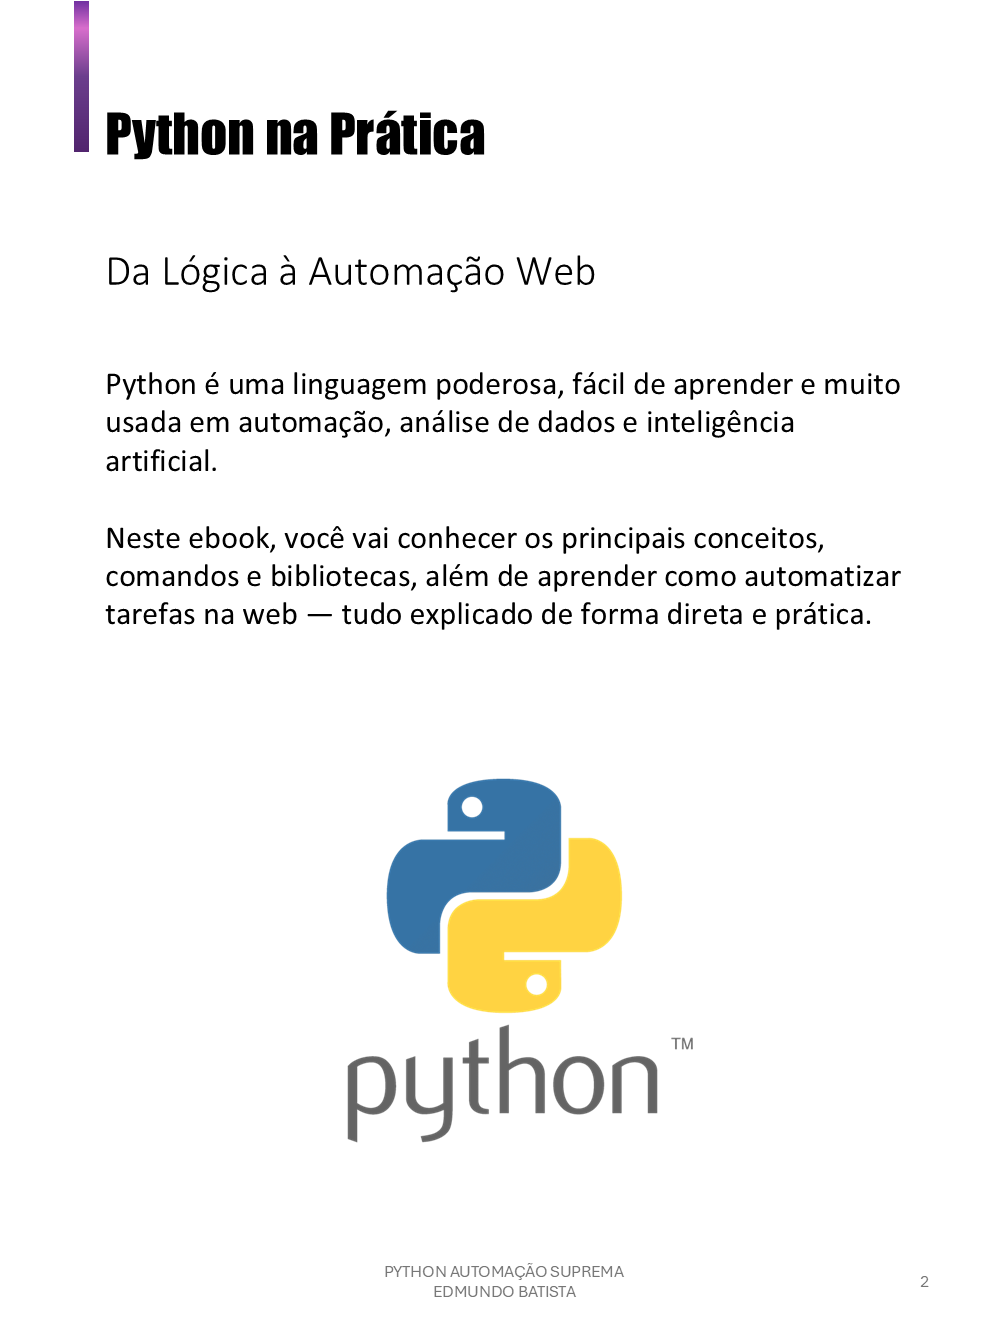 Python na Prática
Da Lógica à Automação Web
Python é uma linguagem poderosa, fácil de aprender e muito
usada em automação, análise de dados e inteligência
artificial.
Neste ebook, você vai conhecer os principais conceitos,
comandos e bibliotecas, além de aprender como automatizar
tarefas na web — tudo explicado de forma direta e prática.
python ™
PYTHON AUTOMAÇÃO SUPREMA
EDMUNDO BATISTA
2